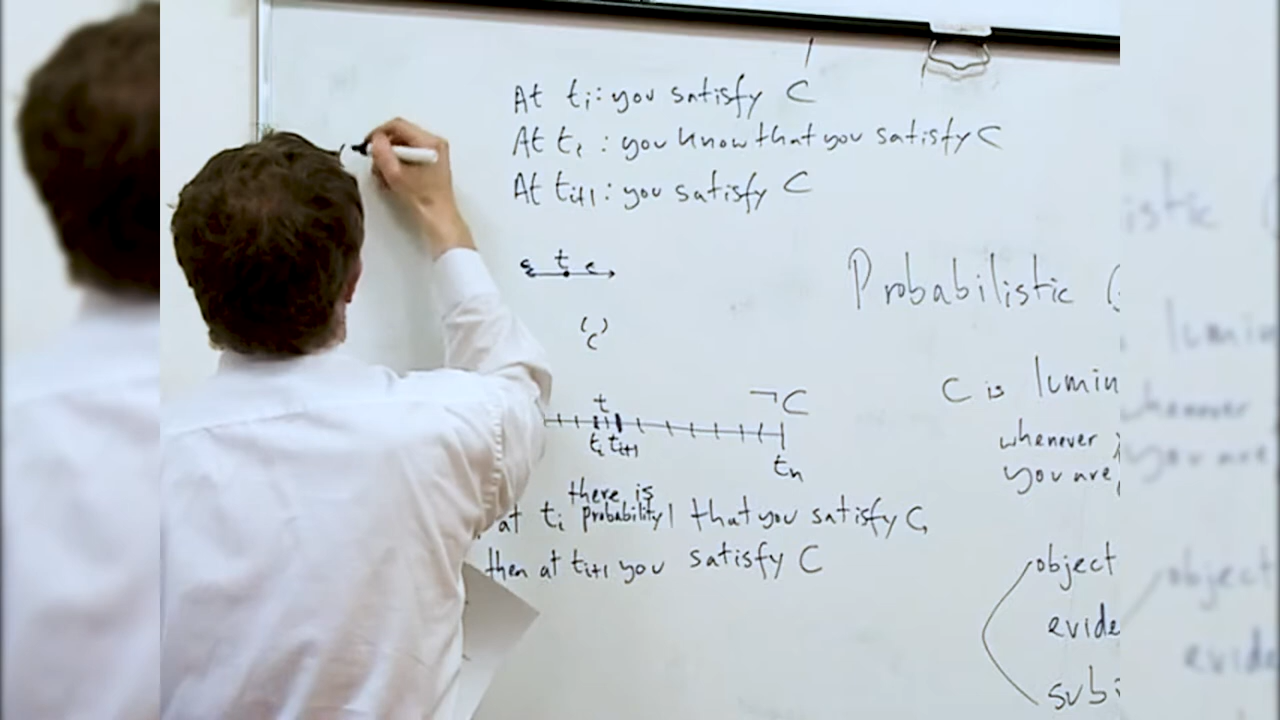 At ti: you satisfy C
At ti: you know that you satisfy C
At ti+1: you satisfy C
t
( )
C
Probabilistic
C is lumin
whenever
you are
t
¬C
ti ti+1
tn
there is
at ti probability 1 that you satisfy C,
then at ti+1 you satisfy C
object
evide
subj